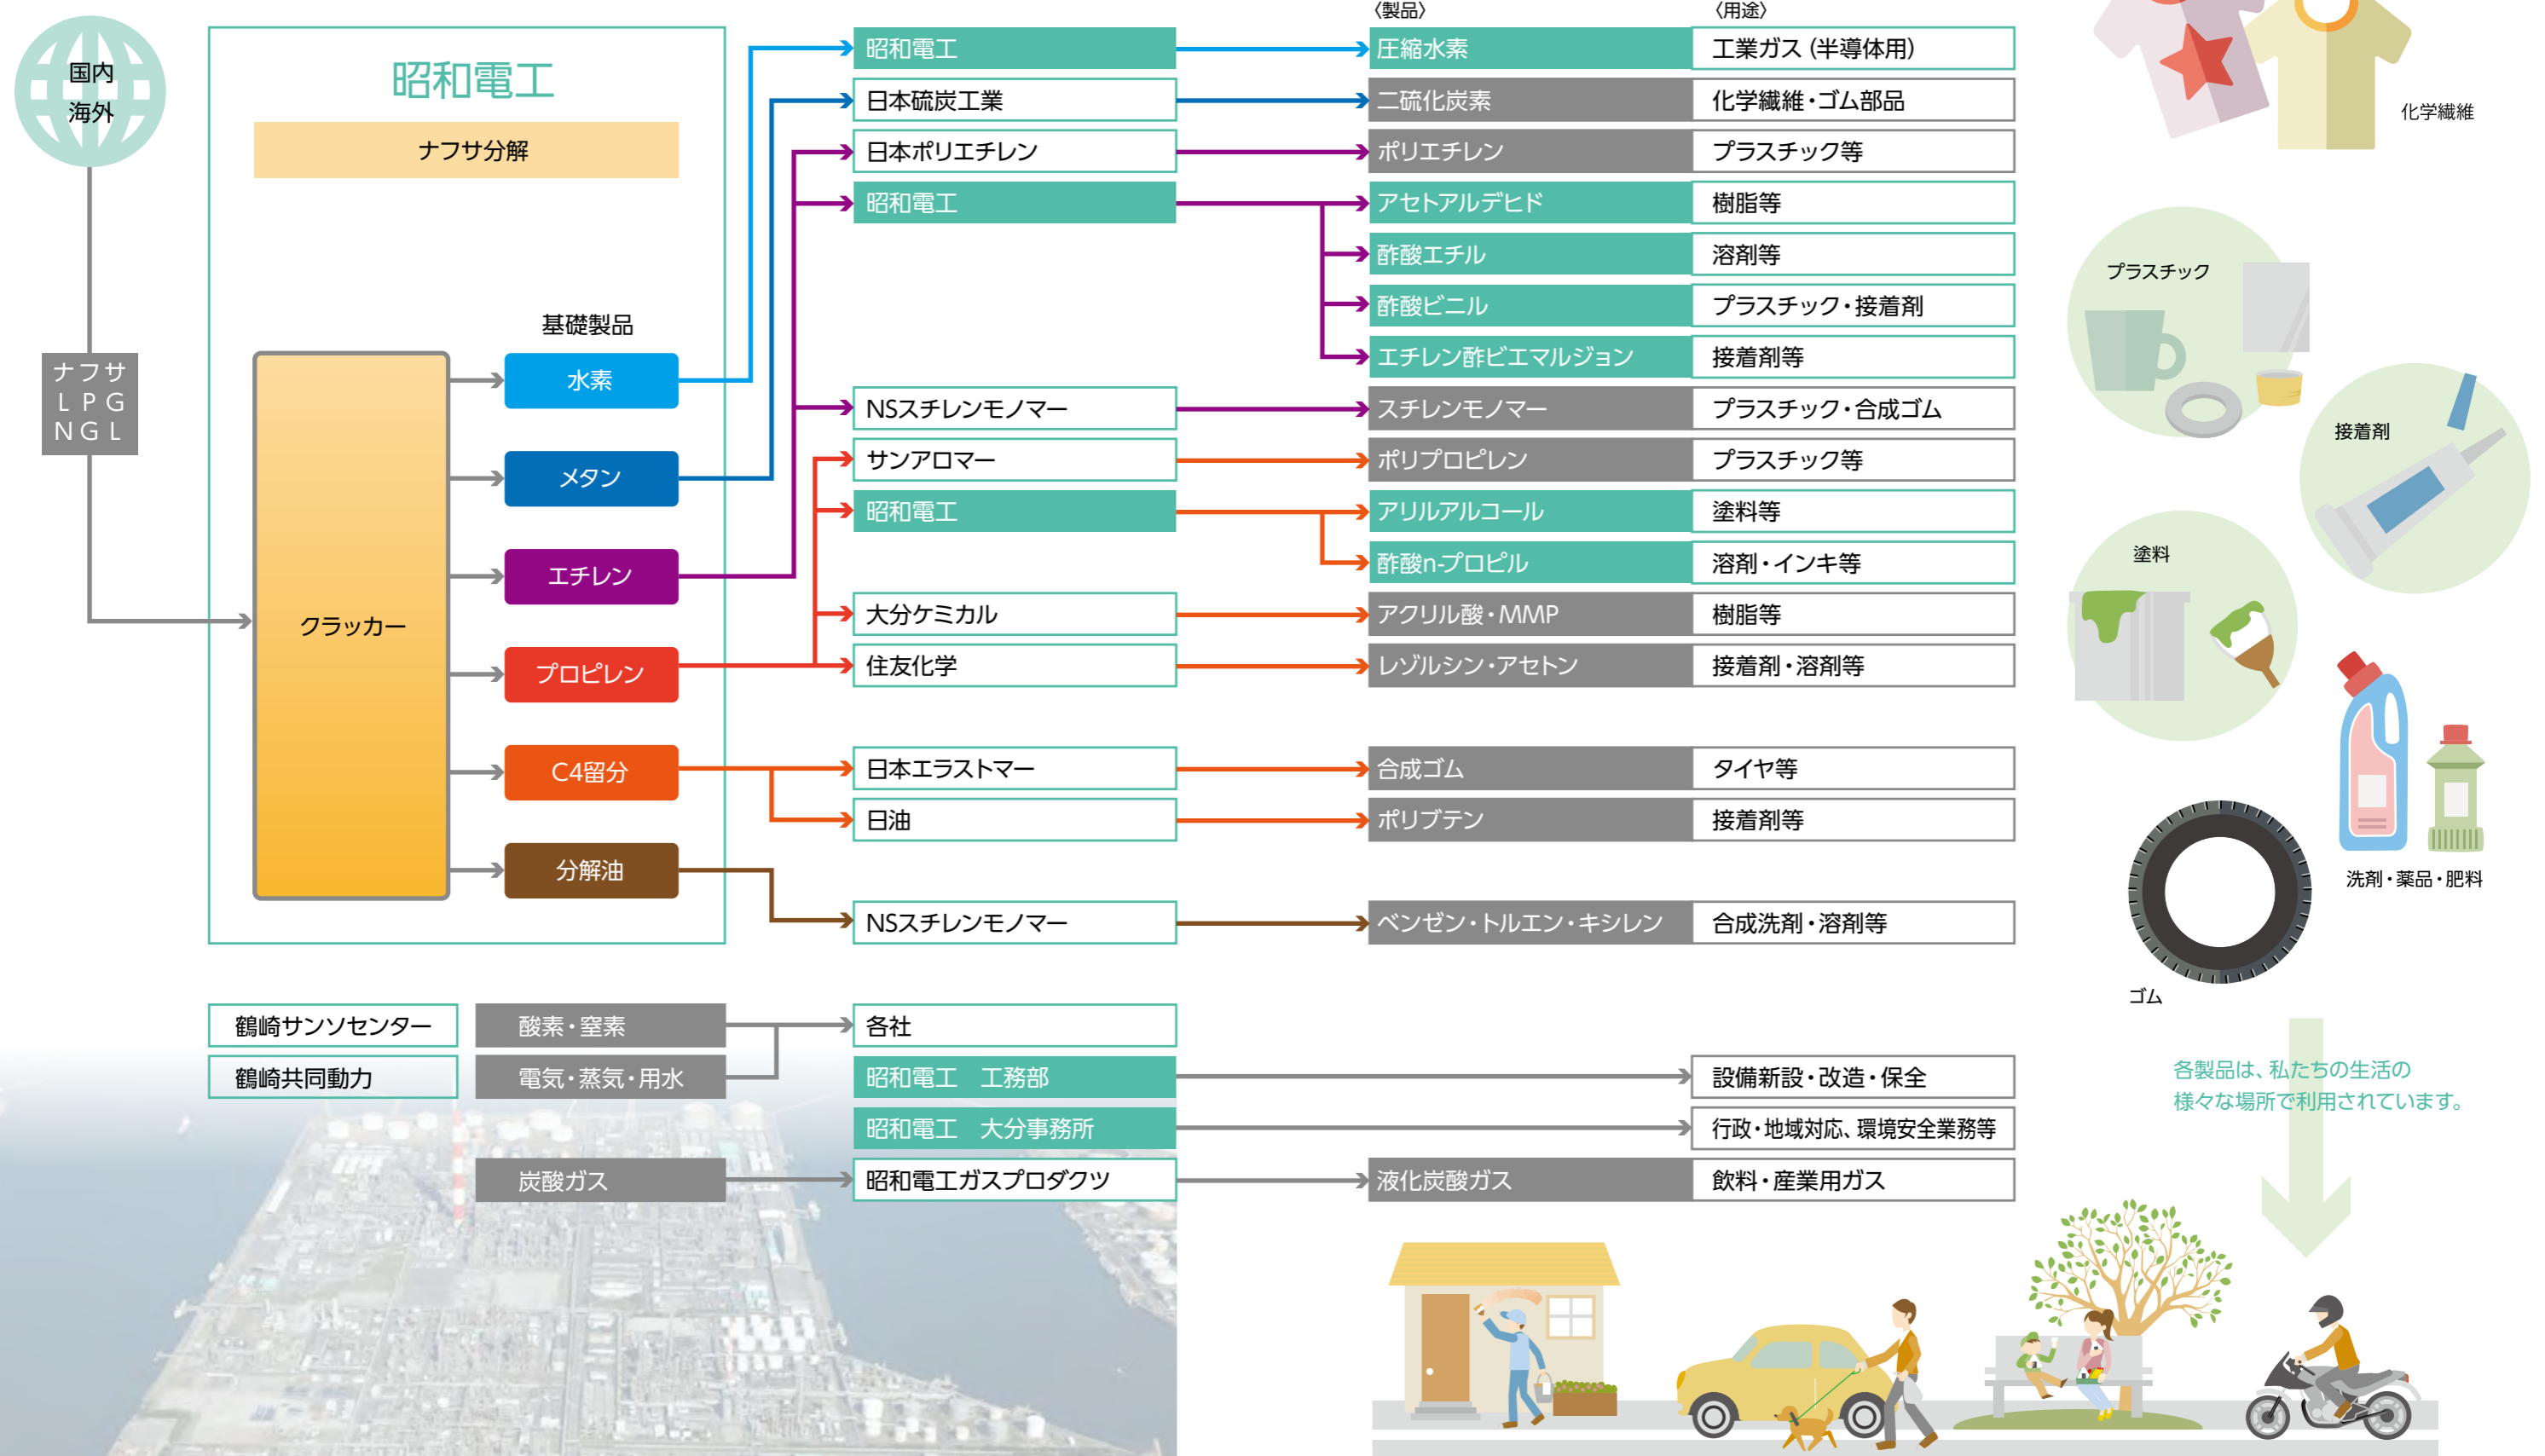 国内
海外
ナフサ
LPG
NGL
昭和電工
ナフサ分解
クラッカー
基礎製品
水素
メタン
エチレン
プロピレン
C4留分
分解油
〈製品〉 〈用途〉
昭和電工 圧縮水素 工業ガス（半導体用）
日本硫炭工業 二硫化炭素 化学繊維・ゴム部品
日本ポリエチレン ポリエチレン プラスチック等
昭和電工 アセトアルデヒド 樹脂等
酢酸エチル 溶剤等
酢酸ビニル プラスチック・接着剤
エチレン酢ビエマルジョン 接着剤等
NSスチレンモノマー スチレンモノマー プラスチック・合成ゴム
サンアロマー ポリプロピレン プラスチック等
昭和電工 アリルアルコール 塗料等
酢酸n-プロピル 溶剤・インキ等
大分ケミカル アクリル酸・MMP 樹脂等
住友化学 レゾルシン・アセトン 接着剤・溶剤等
日本エラストマー 合成ゴム タイヤ等
日油 ポリブテン 接着剤等
NSスチレンモノマー ベンゼン・トルエン・キシレン 合成洗剤・溶剤等
鶴崎サンソセンター 酸素・窒素 各社
鶴崎共同動力 電気・蒸気・用水 昭和電工　工務部 設備新設・改造・保全
昭和電工　大分事務所 行政・地域対応、環境安全業務等
炭酸ガス 昭和電工ガスプロダクツ 液化炭酸ガス 飲料・産業用ガス
化学繊維
プラスチック
接着剤
塗料
洗剤・薬品・肥料
ゴム
各製品は、私たちの生活の
様々な場所で利用されています。